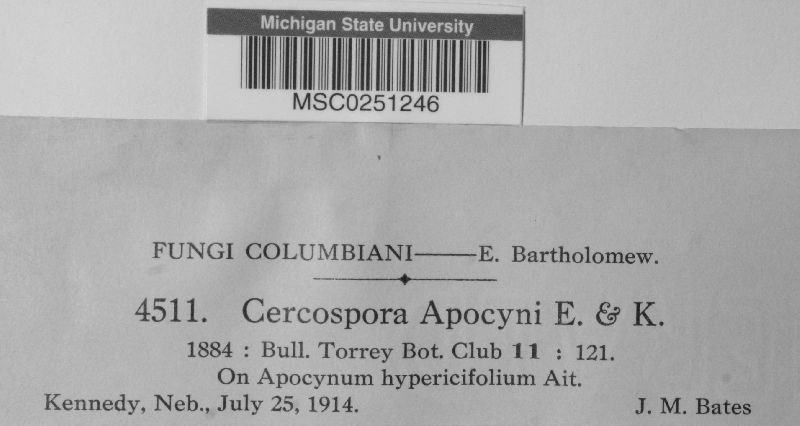 Michigan State University
MSC0251246
FUNGI COLUMBIANI——E. Bartholomew.
4511. Cercospora Apocyni E. & K.
1884 : Bull. Torrey Bot. Club 11 : 121.
On Apocynum hypericifolium Ait.
Kennedy, Neb., July 25, 1914. J. M. Bates